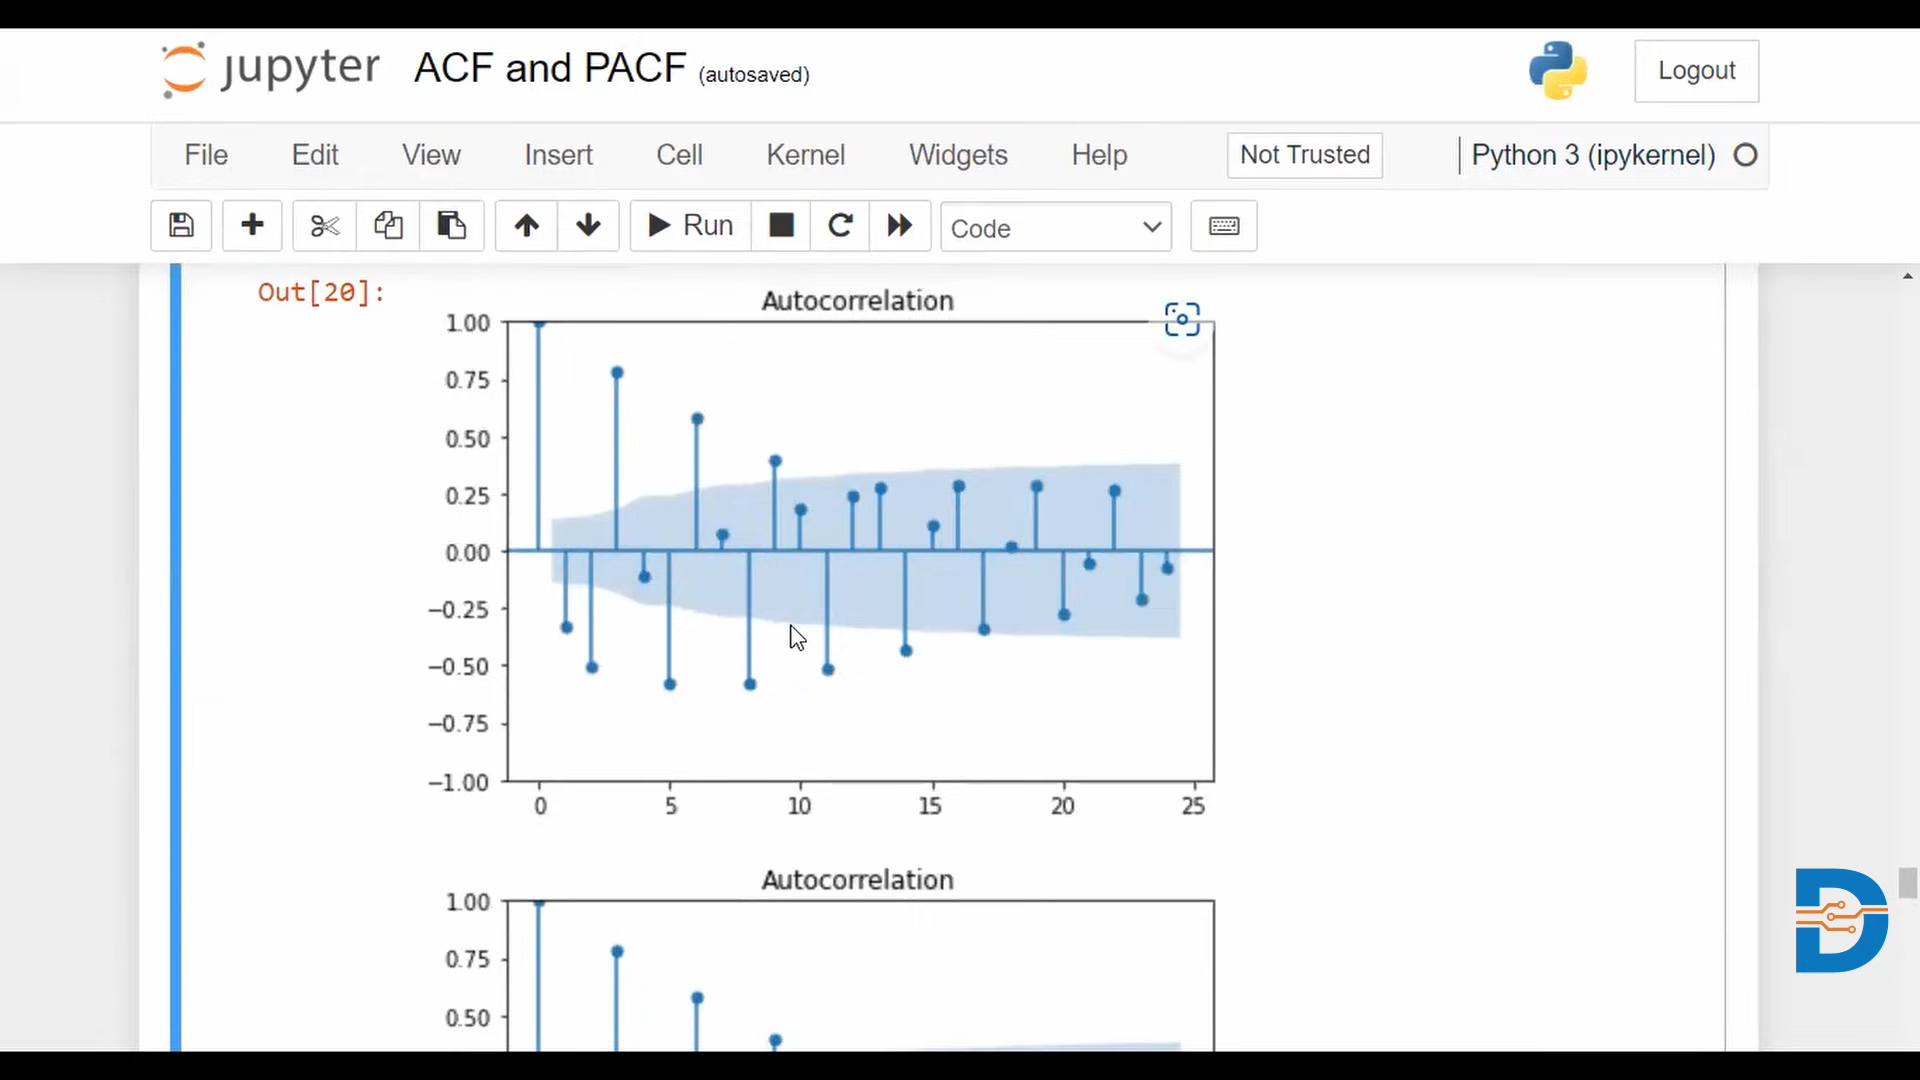 jupyter ACF and PACF (autosaved) Logout
File Edit View Insert Cell Kernel Widgets Help Not Trusted Python 3 (ipykernel)
Run Code
Out[20]:
Autocorrelation
1.00
0.75
0.50
0.25
0.00
−0.25
−0.50
−0.75
−1.00
0 5 10 15 20 25
Autocorrelation
1.00
0.75
0.50
D